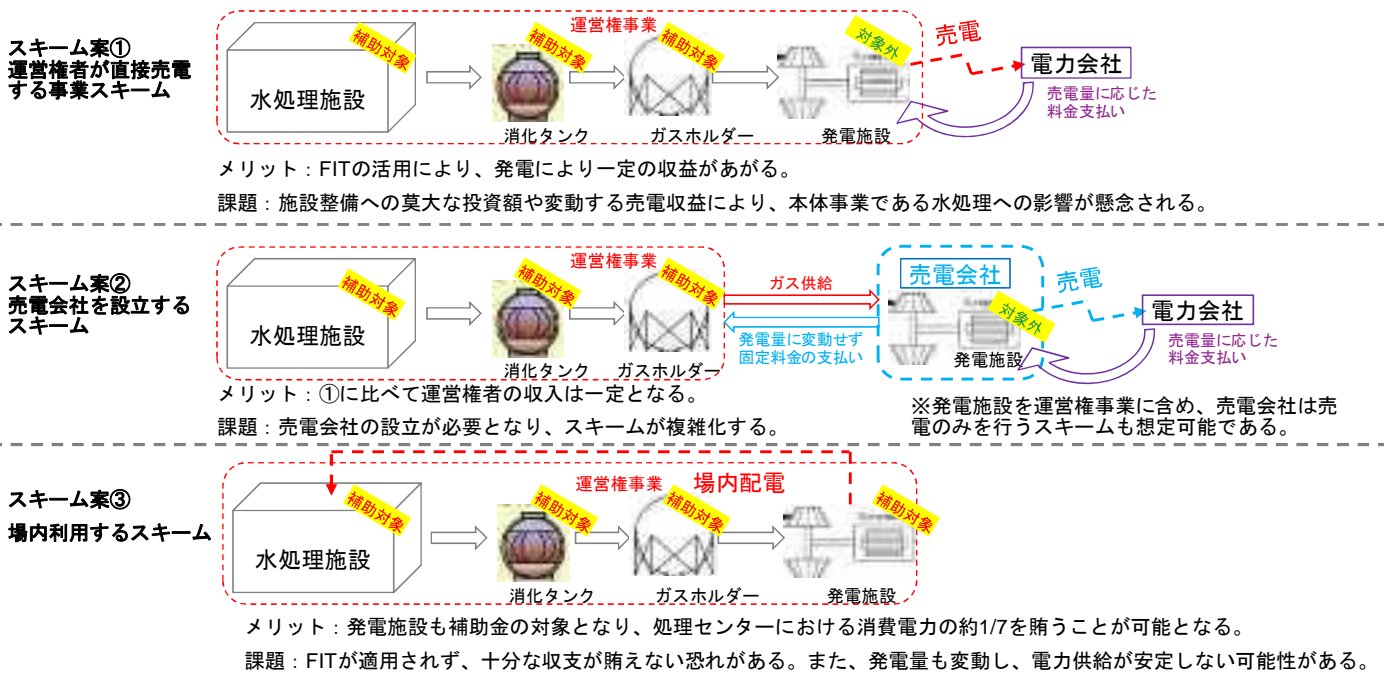 スキーム案①
運営権者が直接売電
する事業スキーム
運営権事業
補助対象
補助対象
補助対象
対象外
売電
水処理施設
消化タンク
ガスホルダー
発電施設
電力会社
売電量に応じた
料金支払い
メリット：FITの活用により、発電により一定の収益があがる。
課題：施設整備への莫大な投資額や変動する売電収益により、本体事業である水処理への影響が懸念される。
スキーム案②
売電会社を設立する
スキーム
運営権事業
補助対象
補助対象
補助対象
水処理施設
消化タンク
ガスホルダー
ガス供給
発電量に変動せず
固定料金の支払い
売電会社
対象外
発電施設
売電
電力会社
売電量に応じた
料金支払い
メリット：①に比べて運営権者の収入は一定となる。
課題：売電会社の設立が必要となり、スキームが複雑化する。
※発電施設を運営権事業に含め、売電会社は売
電のみを行うスキームも想定可能である。
スキーム案③
場内利用するスキーム
運営権事業
場内配電
補助対象
補助対象
補助対象
補助対象
水処理施設
消化タンク
ガスホルダー
発電施設
メリット：発電施設も補助金の対象となり、処理センターにおける消費電力の約1/7を賄うことが可能となる。
課題：FITが適用されず、十分な収支が賄えない恐れがある。また、発電量も変動し、電力供給が安定しない可能性がある。